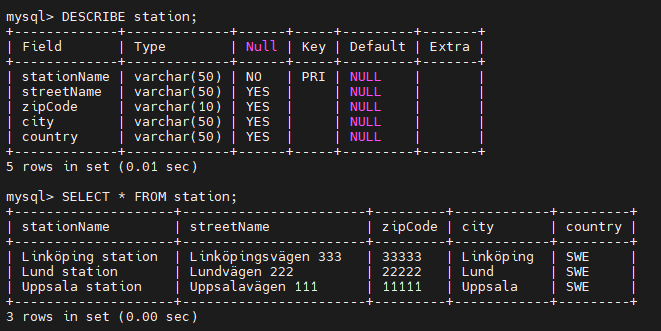 mysql> DESCRIBE station;
+-------------+-------------+------+-----+---------+-------+
| Field       | Type        | Null | Key | Default | Extra |
+-------------+-------------+------+-----+---------+-------+
| stationName | varchar(50) | NO   | PRI | NULL    |       |
| streetName  | varchar(50) | YES  |     | NULL    |       |
| zipCode     | varchar(10) | YES  |     | NULL    |       |
| city        | varchar(50) | YES  |     | NULL    |       |
| country     | varchar(50) | YES  |     | NULL    |       |
+-------------+-------------+------+-----+---------+-------+
5 rows in set (0.01 sec)

mysql> SELECT * FROM station;
+-------------------+---------------------+---------+-----------+---------+
| stationName       | streetName          | zipCode | city      | country |
+-------------------+---------------------+---------+-----------+---------+
| Linköping station | Linköpingsvägen 333 | 33333   | Linköping | SWE     |
| Lund station      | Lundvägen 222       | 22222   | Lund      | SWE     |
| Uppsala station   | Uppsalavägen 111    | 11111   | Uppsala   | SWE     |
+-------------------+---------------------+---------+-----------+---------+
3 rows in set (0.00 sec)